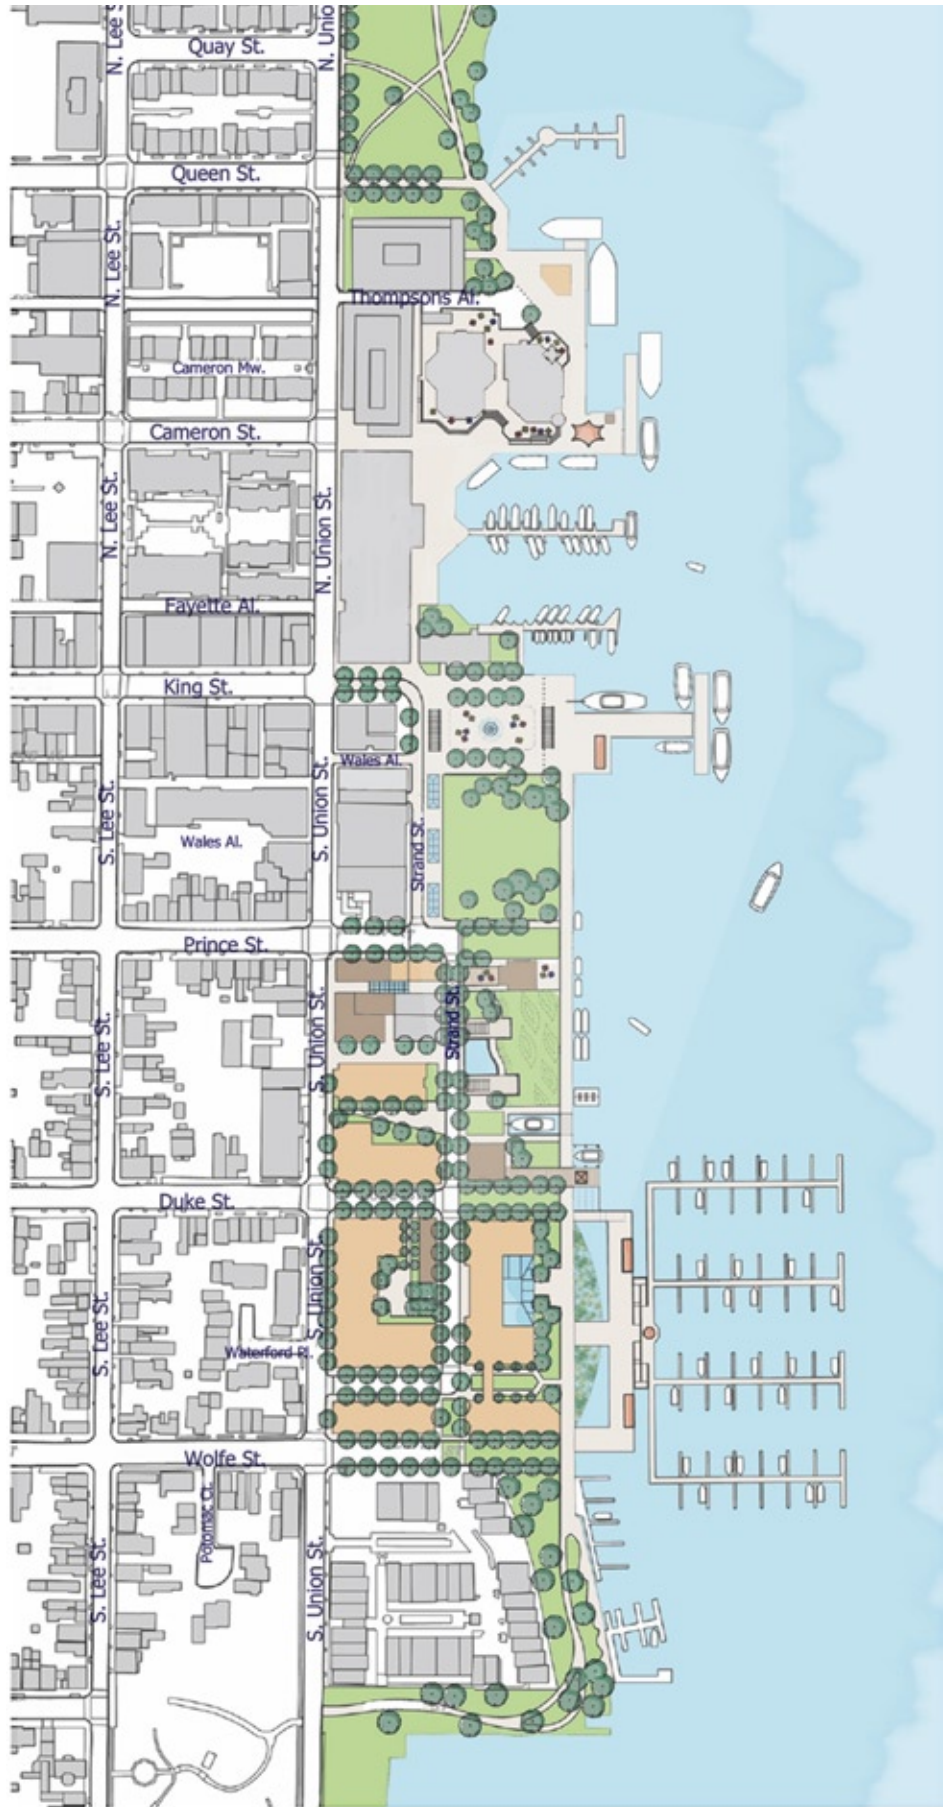 N. Lee S
Quay St.
N. Unio
Queen St.
N. Lee St.
Thompsons Al.
Cameron Mw.
Cameron St.
N. Lee St.
N. Union St.
Fayette Al.
King St.
Wales Al.
S. Lee St.
S. Union St.
Wales Al.
Strand St.
Prince St.
S. Lee St.
S. Union St.
Strand St.
Duke St.
S. Lee St.
S. Union St.
Waterford Pl.
Wolfe St.
Potomac Ct.
S. Lee St.
S. Union St.